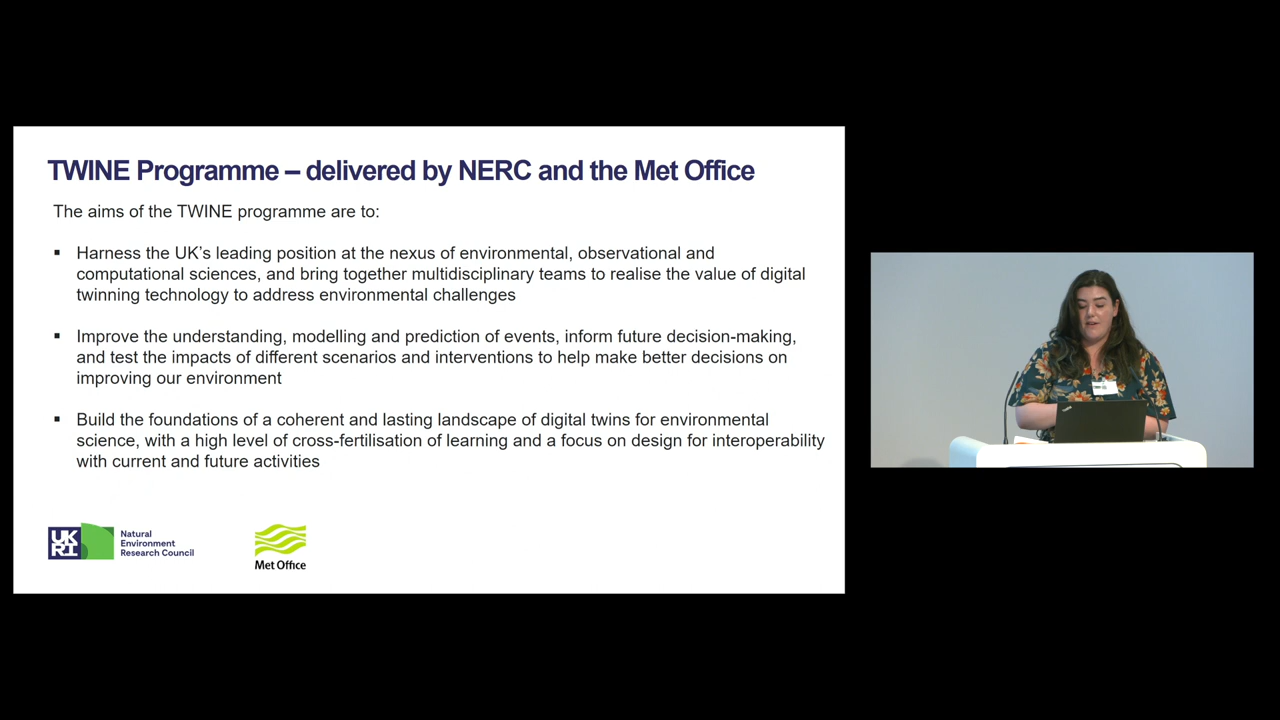 TWINE Programme – delivered by NERC and the Met Office
The aims of the TWINE programme are to:
▪ Harness the UK's leading position at the nexus of environmental, observational and
computational sciences, and bring together multidisciplinary teams to realise the value of digital
twinning technology to address environmental challenges
▪ Improve the understanding, modelling and prediction of events, inform future decision-making,
and test the impacts of different scenarios and interventions to help make better decisions on
improving our environment
▪ Build the foundations of a coherent and lasting landscape of digital twins for environmental
science, with a high level of cross-fertilisation of learning and a focus on design for interoperability
with current and future activities
UK
RI
Natural
Environment
Research Council
Met Office